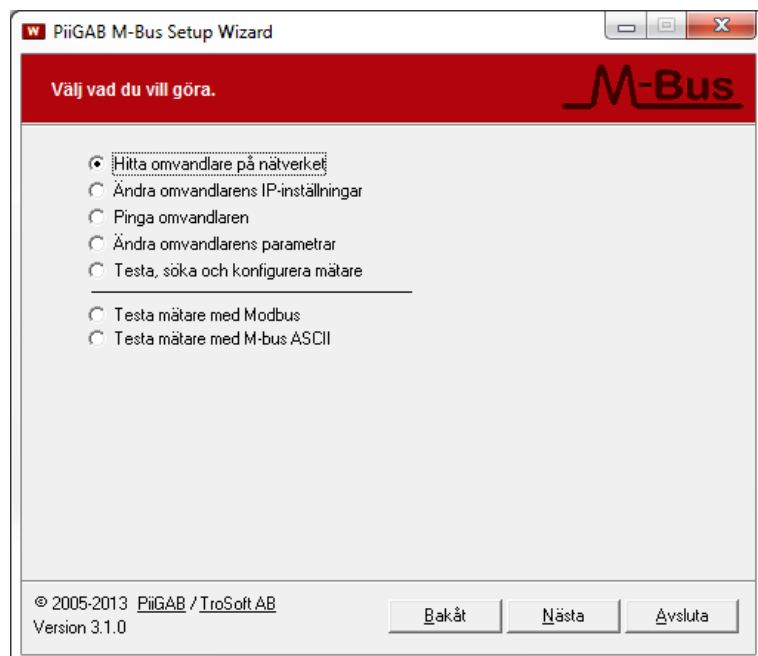 W PiiGAB M-Bus Setup Wizard
Välj vad du vill göra.
M-Bus
Hitta omvandlare på nätverket
Ändra omvandlarens IP-inställningar
Pinga omvandlaren
Ändra omvandlarens parametrar
Testa, söka och konfigurera mätare
Testa mätare med Modbus
Testa mätare med M-bus ASCII
© 2005-2013 PiiGAB / TroSoft AB
Version 3.1.0
Bakåt Nästa Avsluta